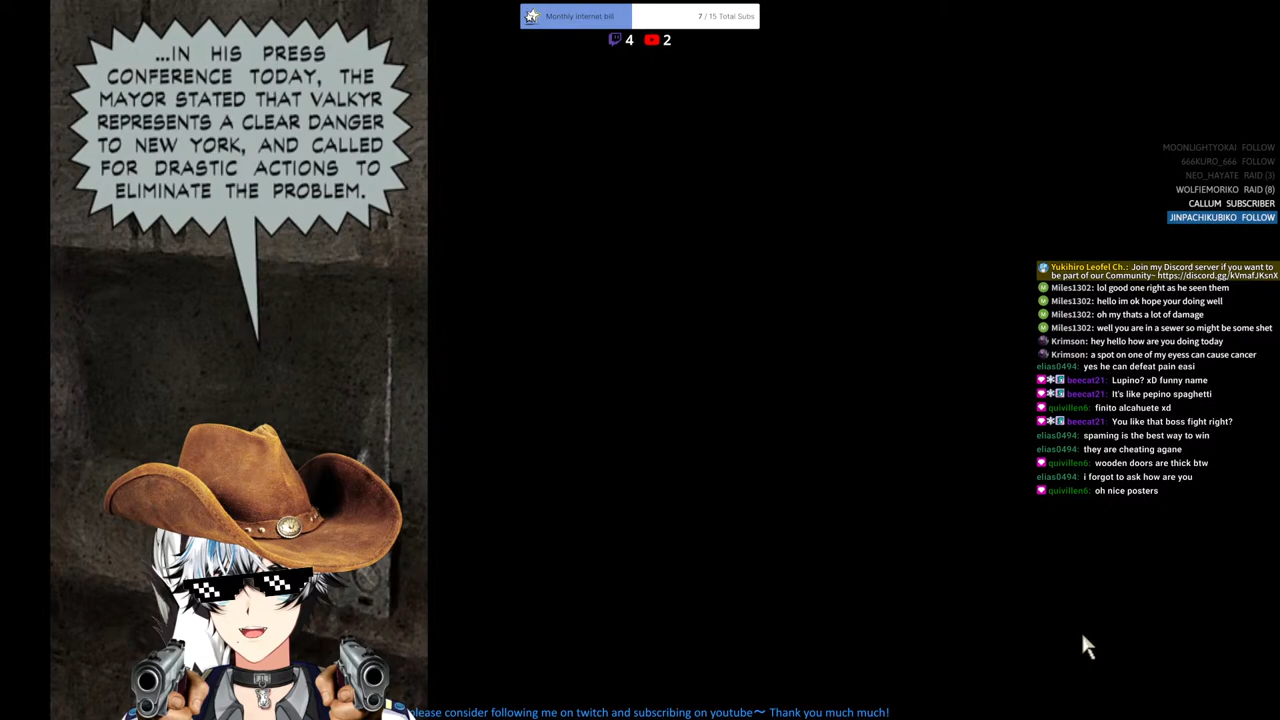 Monthly internet bill
7 / 15 Total Subs
4
2
...IN HIS PRESS
CONFERENCE TODAY, THE
MAYOR STATED THAT VALKYR
REPRESENTS A CLEAR DANGER
TO NEW YORK, AND CALLED
FOR DRASTIC ACTIONS TO
ELIMINATE THE PROBLEM.
MOONLIGHTYOKAI FOLLOW
666KURO_666 FOLLOW
NEO_HAYATE RAID (3)
WOLFIEMORIKO RAID (8)
CALLUM SUBSCRIBER
JINPACHIKUBIKO FOLLOW
Yukihiro Leofel Ch.: Join my Discord server if you want to
be part of our Community~ https://discord.gg/kVmafJKsnX
Miles1302: lol good one right as he seen them
Miles1302: hello im ok hope your doing well
Miles1302: oh my thats a lot of damage
Miles1302: well you are in a sewer so might be some shet
Krimson: hey hello how are you doing today
Krimson: a spot on one of my eyess can cause cancer
elias0494: yes he can defeat pain easi
beecat21: Lupino? xD funny name
beecat21: It's like pepino spaghetti
quivillen6: finito alcahuete xd
beecat21: You like that boss fight right?
elias0494: spaming is the best way to win
elias0494: they are cheating agane
quivillen6: wooden doors are thick btw
elias0494: i forgot to ask how are you
quivillen6: oh nice posters
please consider following me on twitch and subscribing on youtube～ Thank you much much!